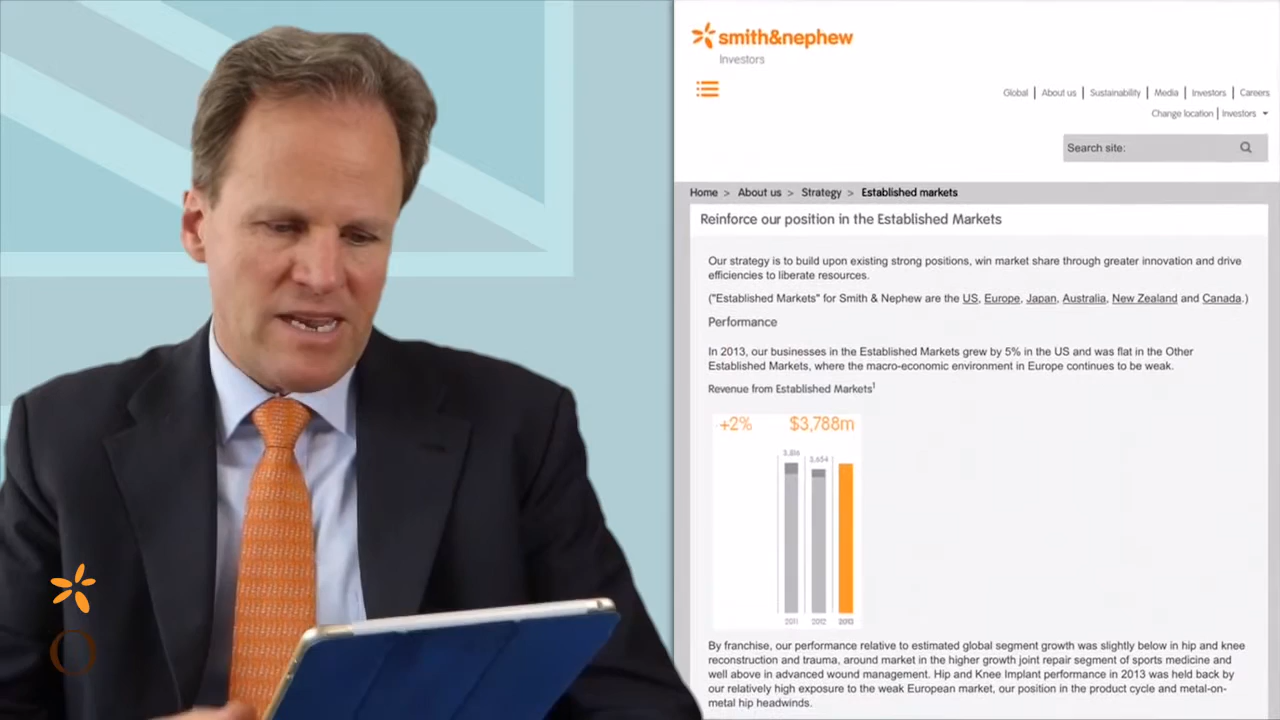 smith&nephew
Investors
Global | About us | Sustainability | Media | Investors | Careers
Change location | Investors
Search site:
Home > About us > Strategy > Established markets
Reinforce our position in the Established Markets
Our strategy is to build upon existing strong positions, win market share through greater innovation and drive
efficiencies to liberate resources.
("Established Markets" for Smith & Nephew are the US, Europe, Japan, Australia, New Zealand and Canada.)
Performance
In 2013, our businesses in the Established Markets grew by 5% in the US and was flat in the Other
Established Markets, where the macro-economic environment in Europe continues to be weak.
Revenue from Established Markets¹
+2% $3,788m
3,816 3,654
2011 2012 2013
By franchise, our performance relative to estimated global segment growth was slightly below in hip and knee
reconstruction and trauma, around market in the higher growth joint repair segment of sports medicine and
well above in advanced wound management. Hip and Knee Implant performance in 2013 was held back by
our relatively high exposure to the weak European market, our position in the product cycle and metal-on-
metal hip headwinds.